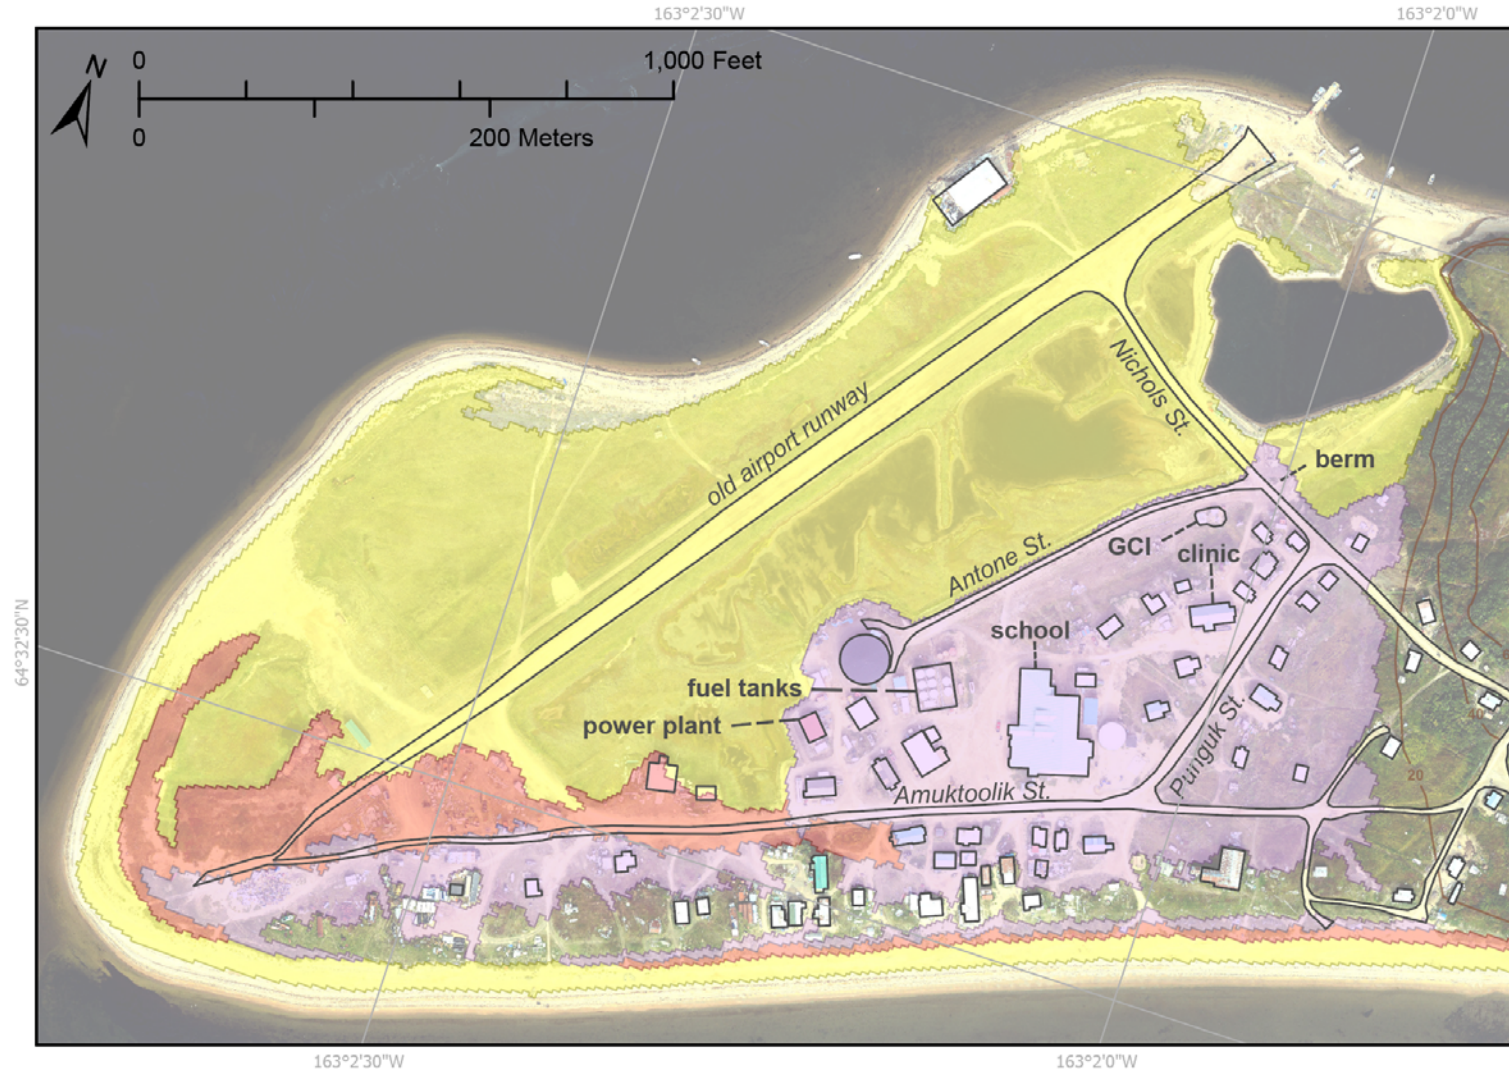 163°2'30"W
163°2'0"W
N
0
1,000 Feet
0
200 Meters
old airport runway
Nichols St.
berm
GCI
clinic
Antone St.
64°32'30"N
school
fuel tanks
power plant
Punguk St.
40
Amuktoolik St.
20
163°2'30"W
163°2'0"W